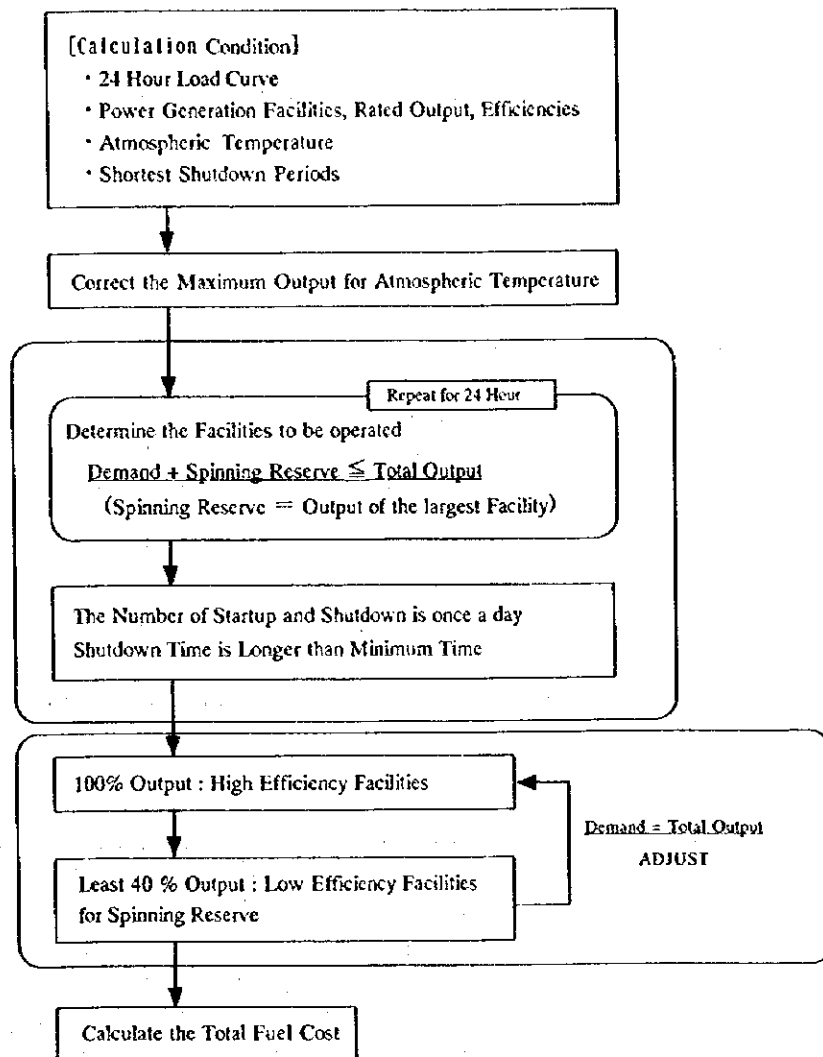 [Calculation Condition]
・24 Hour Load Curve
・Power Generation Facilities, Rated Output, Efficiencies
・Atmospheric Temperature
・Shortest Shutdown Periods
Correct the Maximum Output for Atmospheric Temperature
Repeat for 24 Hour
Determine the Facilities to be operated
Demand + Spinning Reserve ≦ Total Output
(Spinning Reserve = Output of the largest Facility)
The Number of Startup and Shutdown is once a day
Shutdown Time is Longer than Minimum Time
100% Output : High Efficiency Facilities
Demand = Total Output
ADJUST
Least 40 % Output : Low Efficiency Facilities
for Spinning Reserve
Calculate the Total Fuel Cost